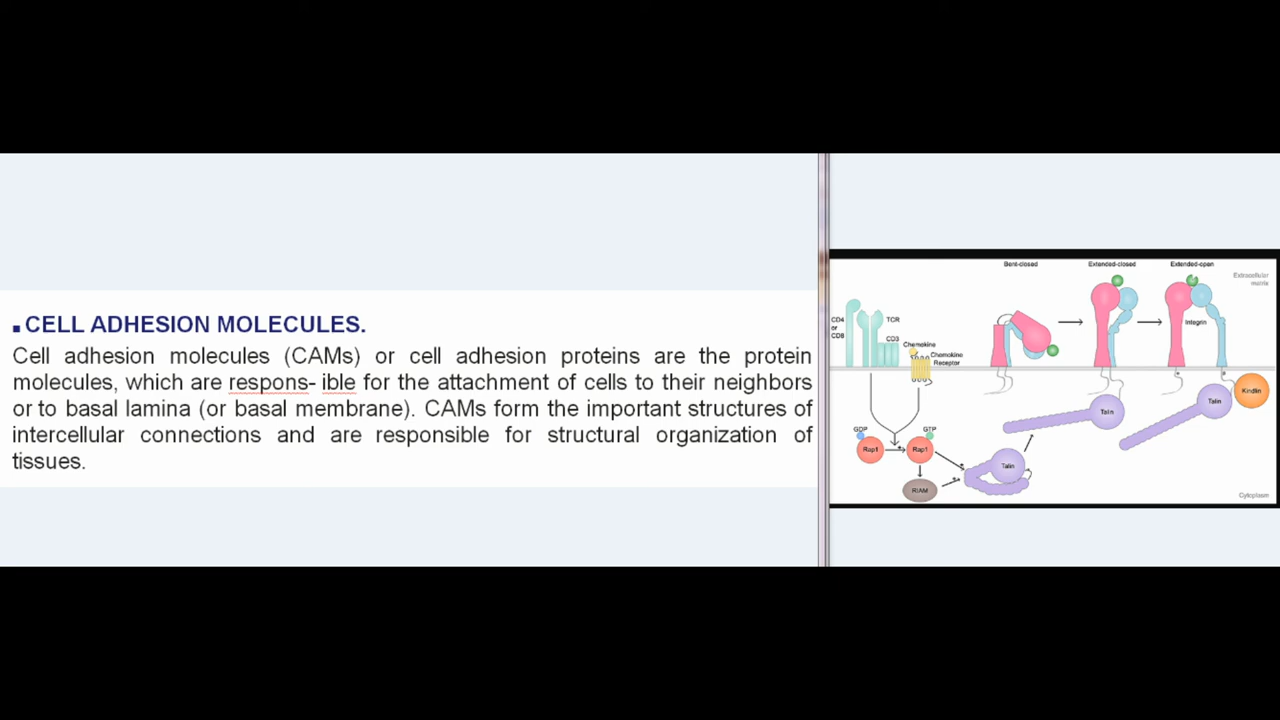 CELL ADHESION MOLECULES.
Cell adhesion molecules (CAMs) or cell adhesion proteins are the protein
molecules, which are respons- ible for the attachment of cells to their neighbors
or to basal lamina (or basal membrane). CAMs form the important structures of
intercellular connections and are responsible for structural organization of
tissues.
Bent-closed
Extended-closed
Extended-open
Extracellular
matrix
CD4
or
CD8
TCR
CD3
Chemokine
Chemokine
Receptor
Integrin
Kindlin
Talin
Talin
GDP
GTP
Rap1
Rap1
Talin
RIAM
Cytoplasm